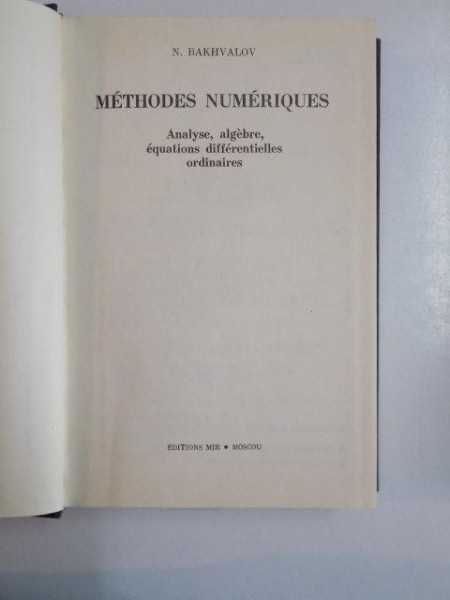 N. BAKHVALOV
MÉTHODES NUMÉRIQUES
Analyse, algèbre,
équations différentielles
ordinaires
ÉDITIONS MIR • MOSCOU